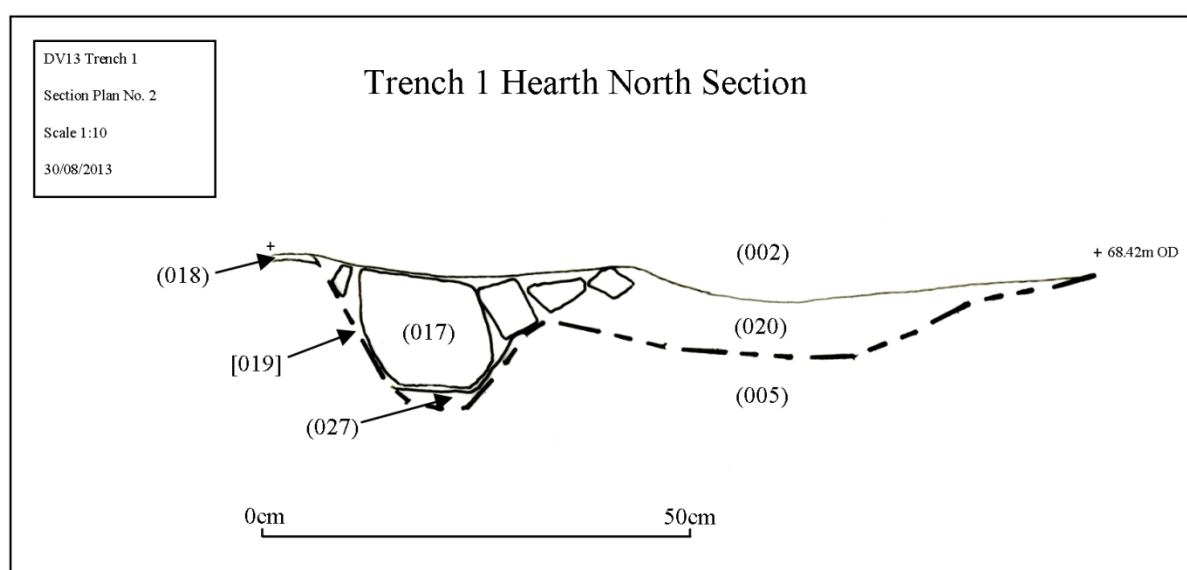 DV13 Trench 1
Section Plan No. 2
Scale 1:10
30/08/2013
Trench 1 Hearth North Section
+
(002)
+ 68.42m OD
(018)
(020)
(017)
[019]
(005)
(027)
0cm
50cm